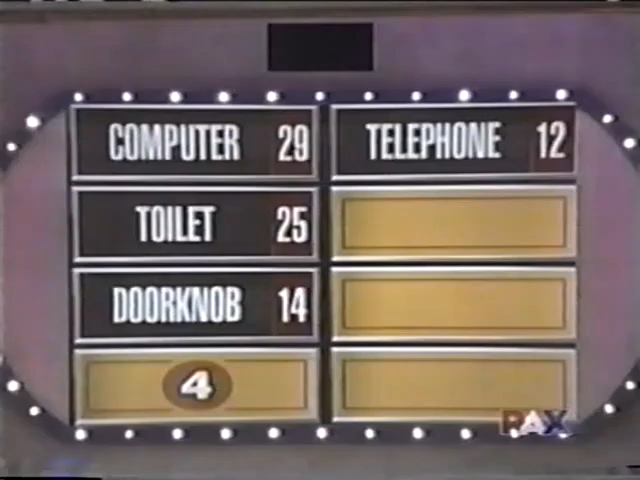 COMPUTER 29
TOILET 25
DOORKNOB 14
4
TELEPHONE 12
PAX